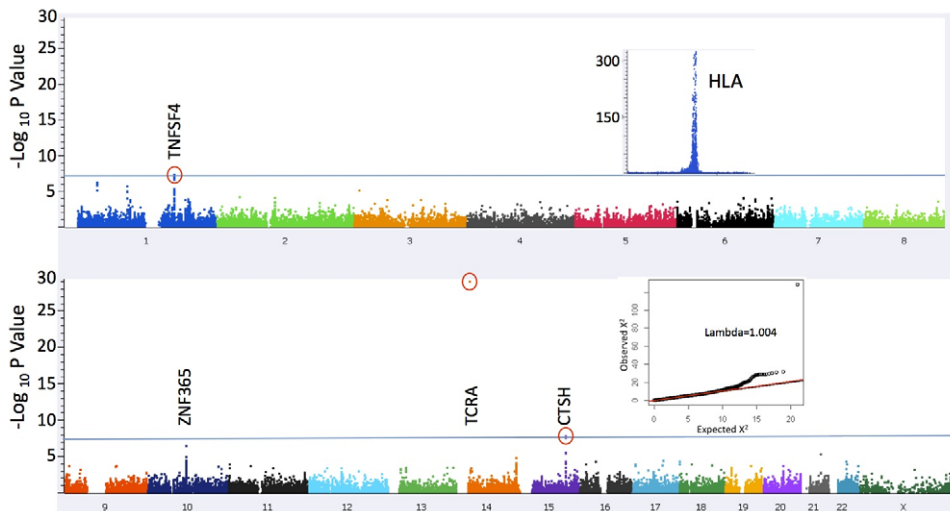 30
25
20
15
10
5
-Log 10 P Value
TNFSF4
300
150
HLA
1 2 3 4 5 6 7 8
30
25
20
15
10
5
-Log 10 P Value
ZNF365
TCRA
CTSH
Lambda=1.004
Observed X²
0 20 40 60 80 100
0 5 10 15 20
Expected X²
9 10 11 12 13 14 15 16 17 18 19 20 21 22 X